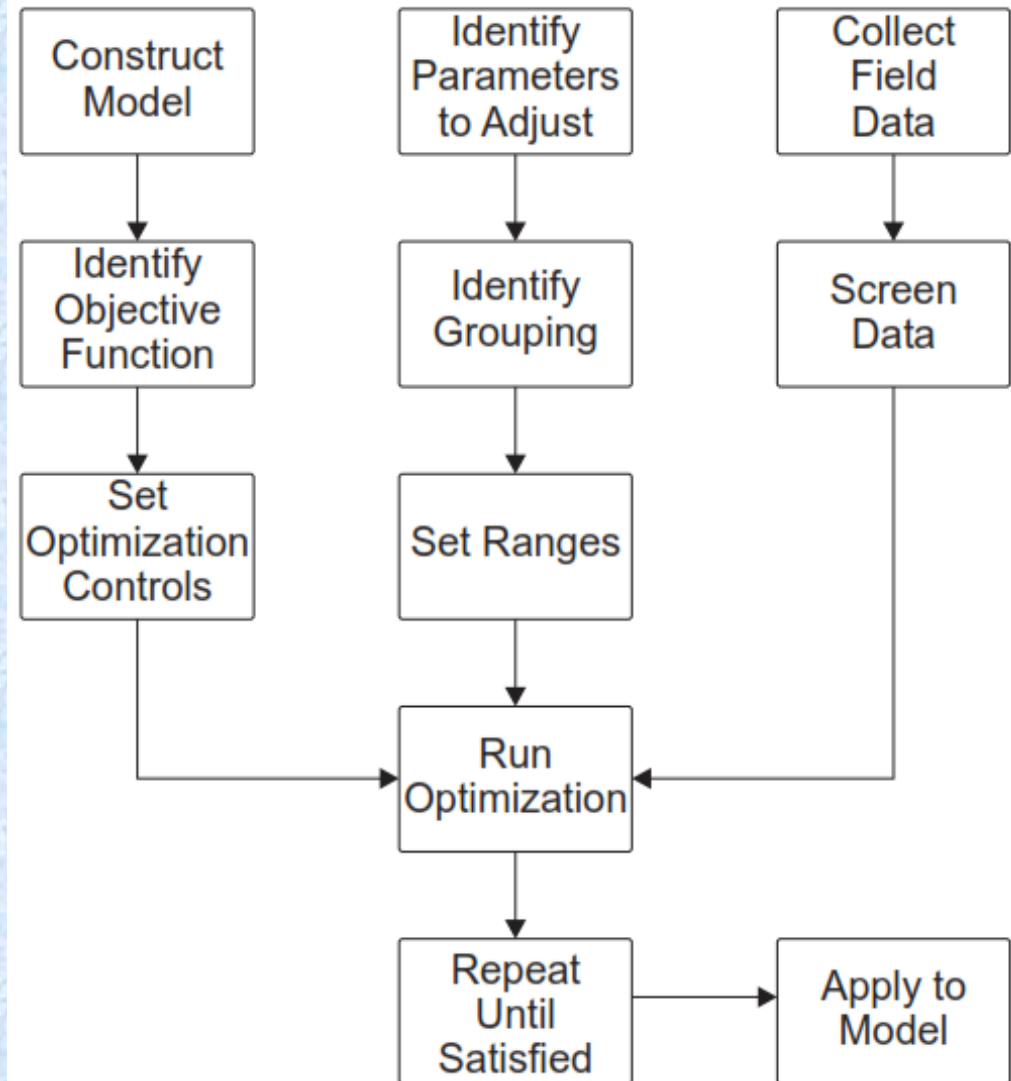 Construct
Model
Identify
Parameters
to Adjust
Collect
Field
Data
Identify
Objective
Function
Identify
Grouping
Screen
Data
Set
Optimization
Controls
Set Ranges
Run
Optimization
Repeat
Until
Satisfied
Apply to
Model